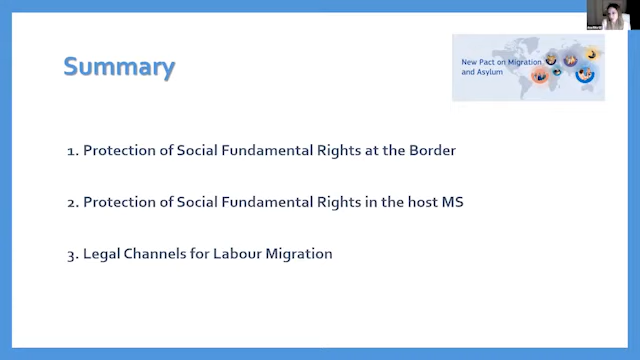 Summary
New Pact on Migration
and Asylum
1. Protection of Social Fundamental Rights at the Border
2. Protection of Social Fundamental Rights in the host MS
3. Legal Channels for Labour Migration